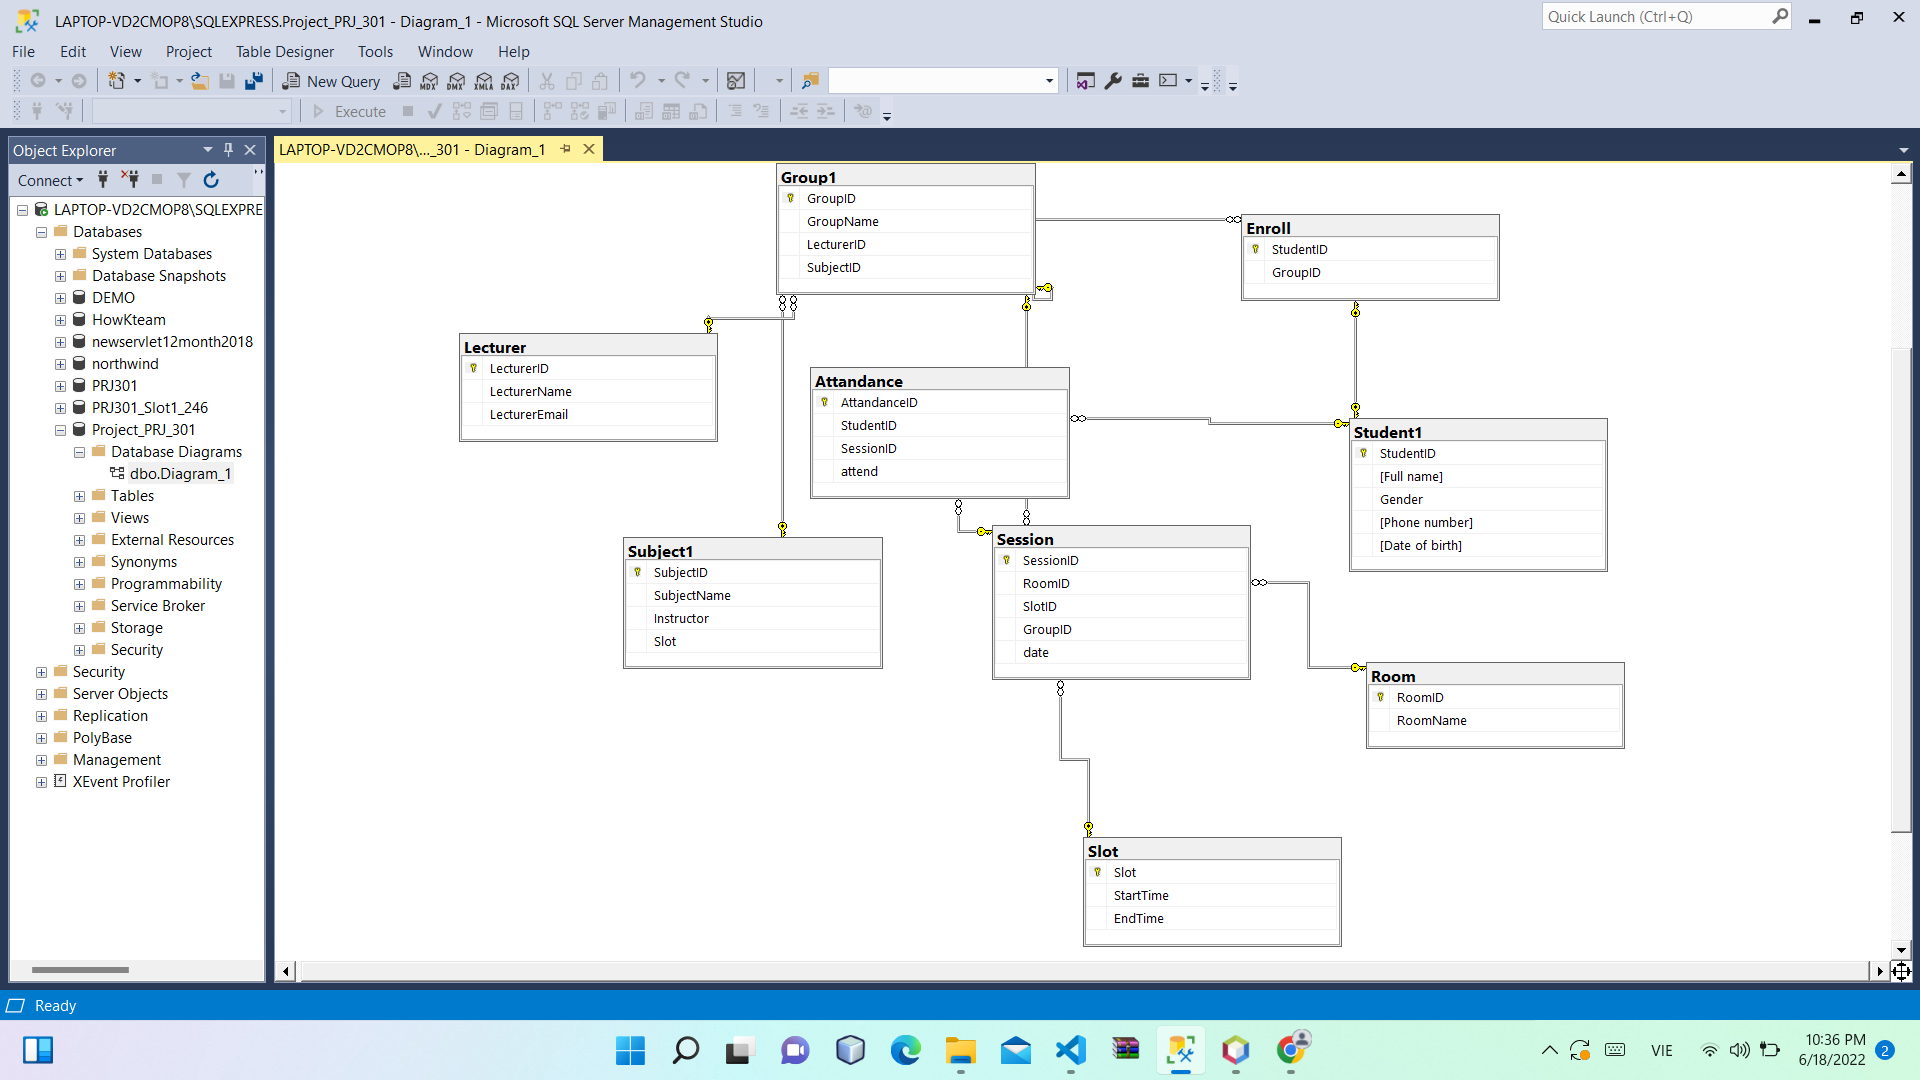 LAPTOP-VD2CMOP8\SQLEXPRESS.Project_PRJ_301 - Diagram_1 - Microsoft SQL Server Management Studio
Quick Launch (Ctrl+Q)
File Edit View Project Table Designer Tools Window Help
New Query
MDX DMX XMLA DAX
Execute
Object Explorer
Connect
LAPTOP-VD2CMOP8\SQLEXPRE
Databases
System Databases
Database Snapshots
DEMO
HowKteam
newservlet12month2018
northwind
PRJ301
PRJ301_Slot1_246
Project_PRJ_301
Database Diagrams
dbo.Diagram_1
Tables
Views
External Resources
Synonyms
Programmability
Service Broker
Storage
Security
Security
Server Objects
Replication
PolyBase
Management
XEvent Profiler
LAPTOP-VD2CMOP8\..._301 - Diagram_1
Group1
GroupID
GroupName
LecturerID
SubjectID
Enroll
StudentID
GroupID
Lecturer
LecturerID
LecturerName
LecturerEmail
Attandance
AttandanceID
StudentID
SessionID
attend
Student1
StudentID
[Full name]
Gender
[Phone number]
[Date of birth]
Subject1
SubjectID
SubjectName
Instructor
Slot
Session
SessionID
RoomID
SlotID
GroupID
date
Room
RoomID
RoomName
Slot
Slot
StartTime
EndTime
Ready
VIE
10:36 PM
6/18/2022
2